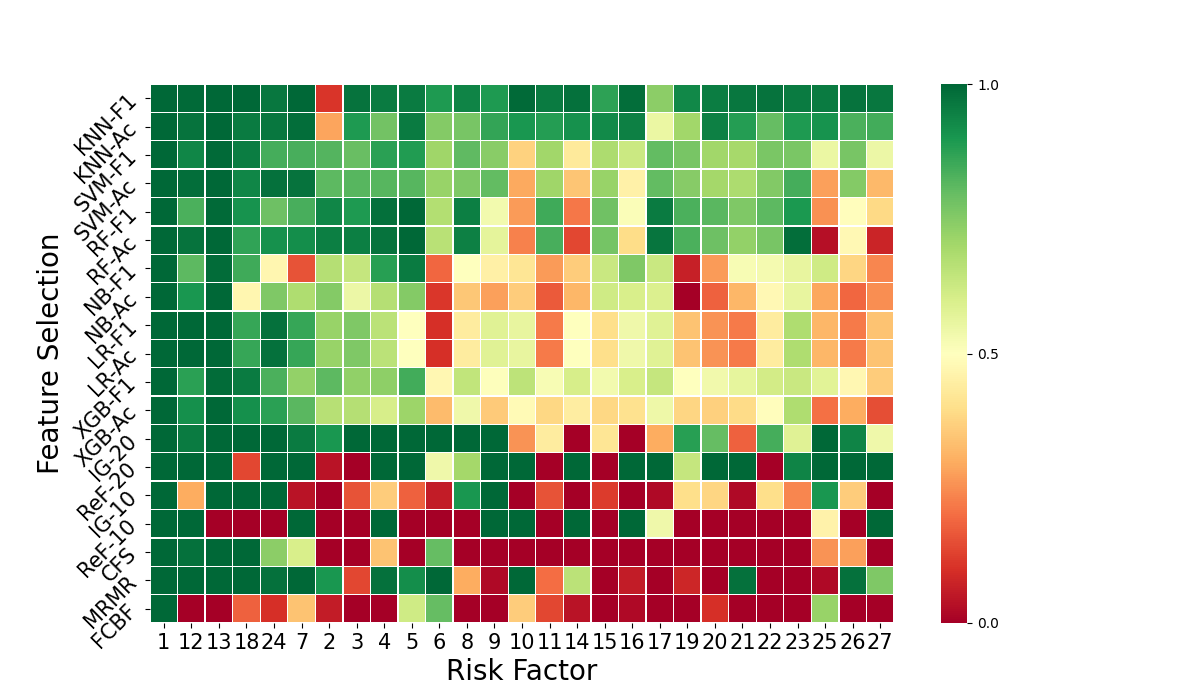 KNN-F1
KNN-Ac
SVM-F1
SVM-Ac
RF-F1
RF-Ac
NB-F1
NB-Ac
LR-F1
LR-Ac
XGB-F1
XGB-Ac
IG-20
ReF-20
IG-10
ReF-10
CFS
MRMR
FCBF
Feature Selection
1 12 13 18 24 7 2 3 4 5 6 8 9 10 11 14 15 16 17 19 20 21 22 23 25 26 27
Risk Factor
1.0
0.5
0.0